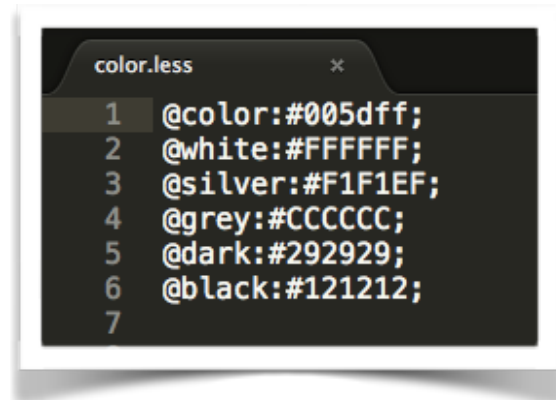 color.less ×
1 @color:#005dff;
2 @white:#FFFFFF;
3 @silver:#F1F1EF;
4 @grey:#CCCCCC;
5 @dark:#292929;
6 @black:#121212;
7